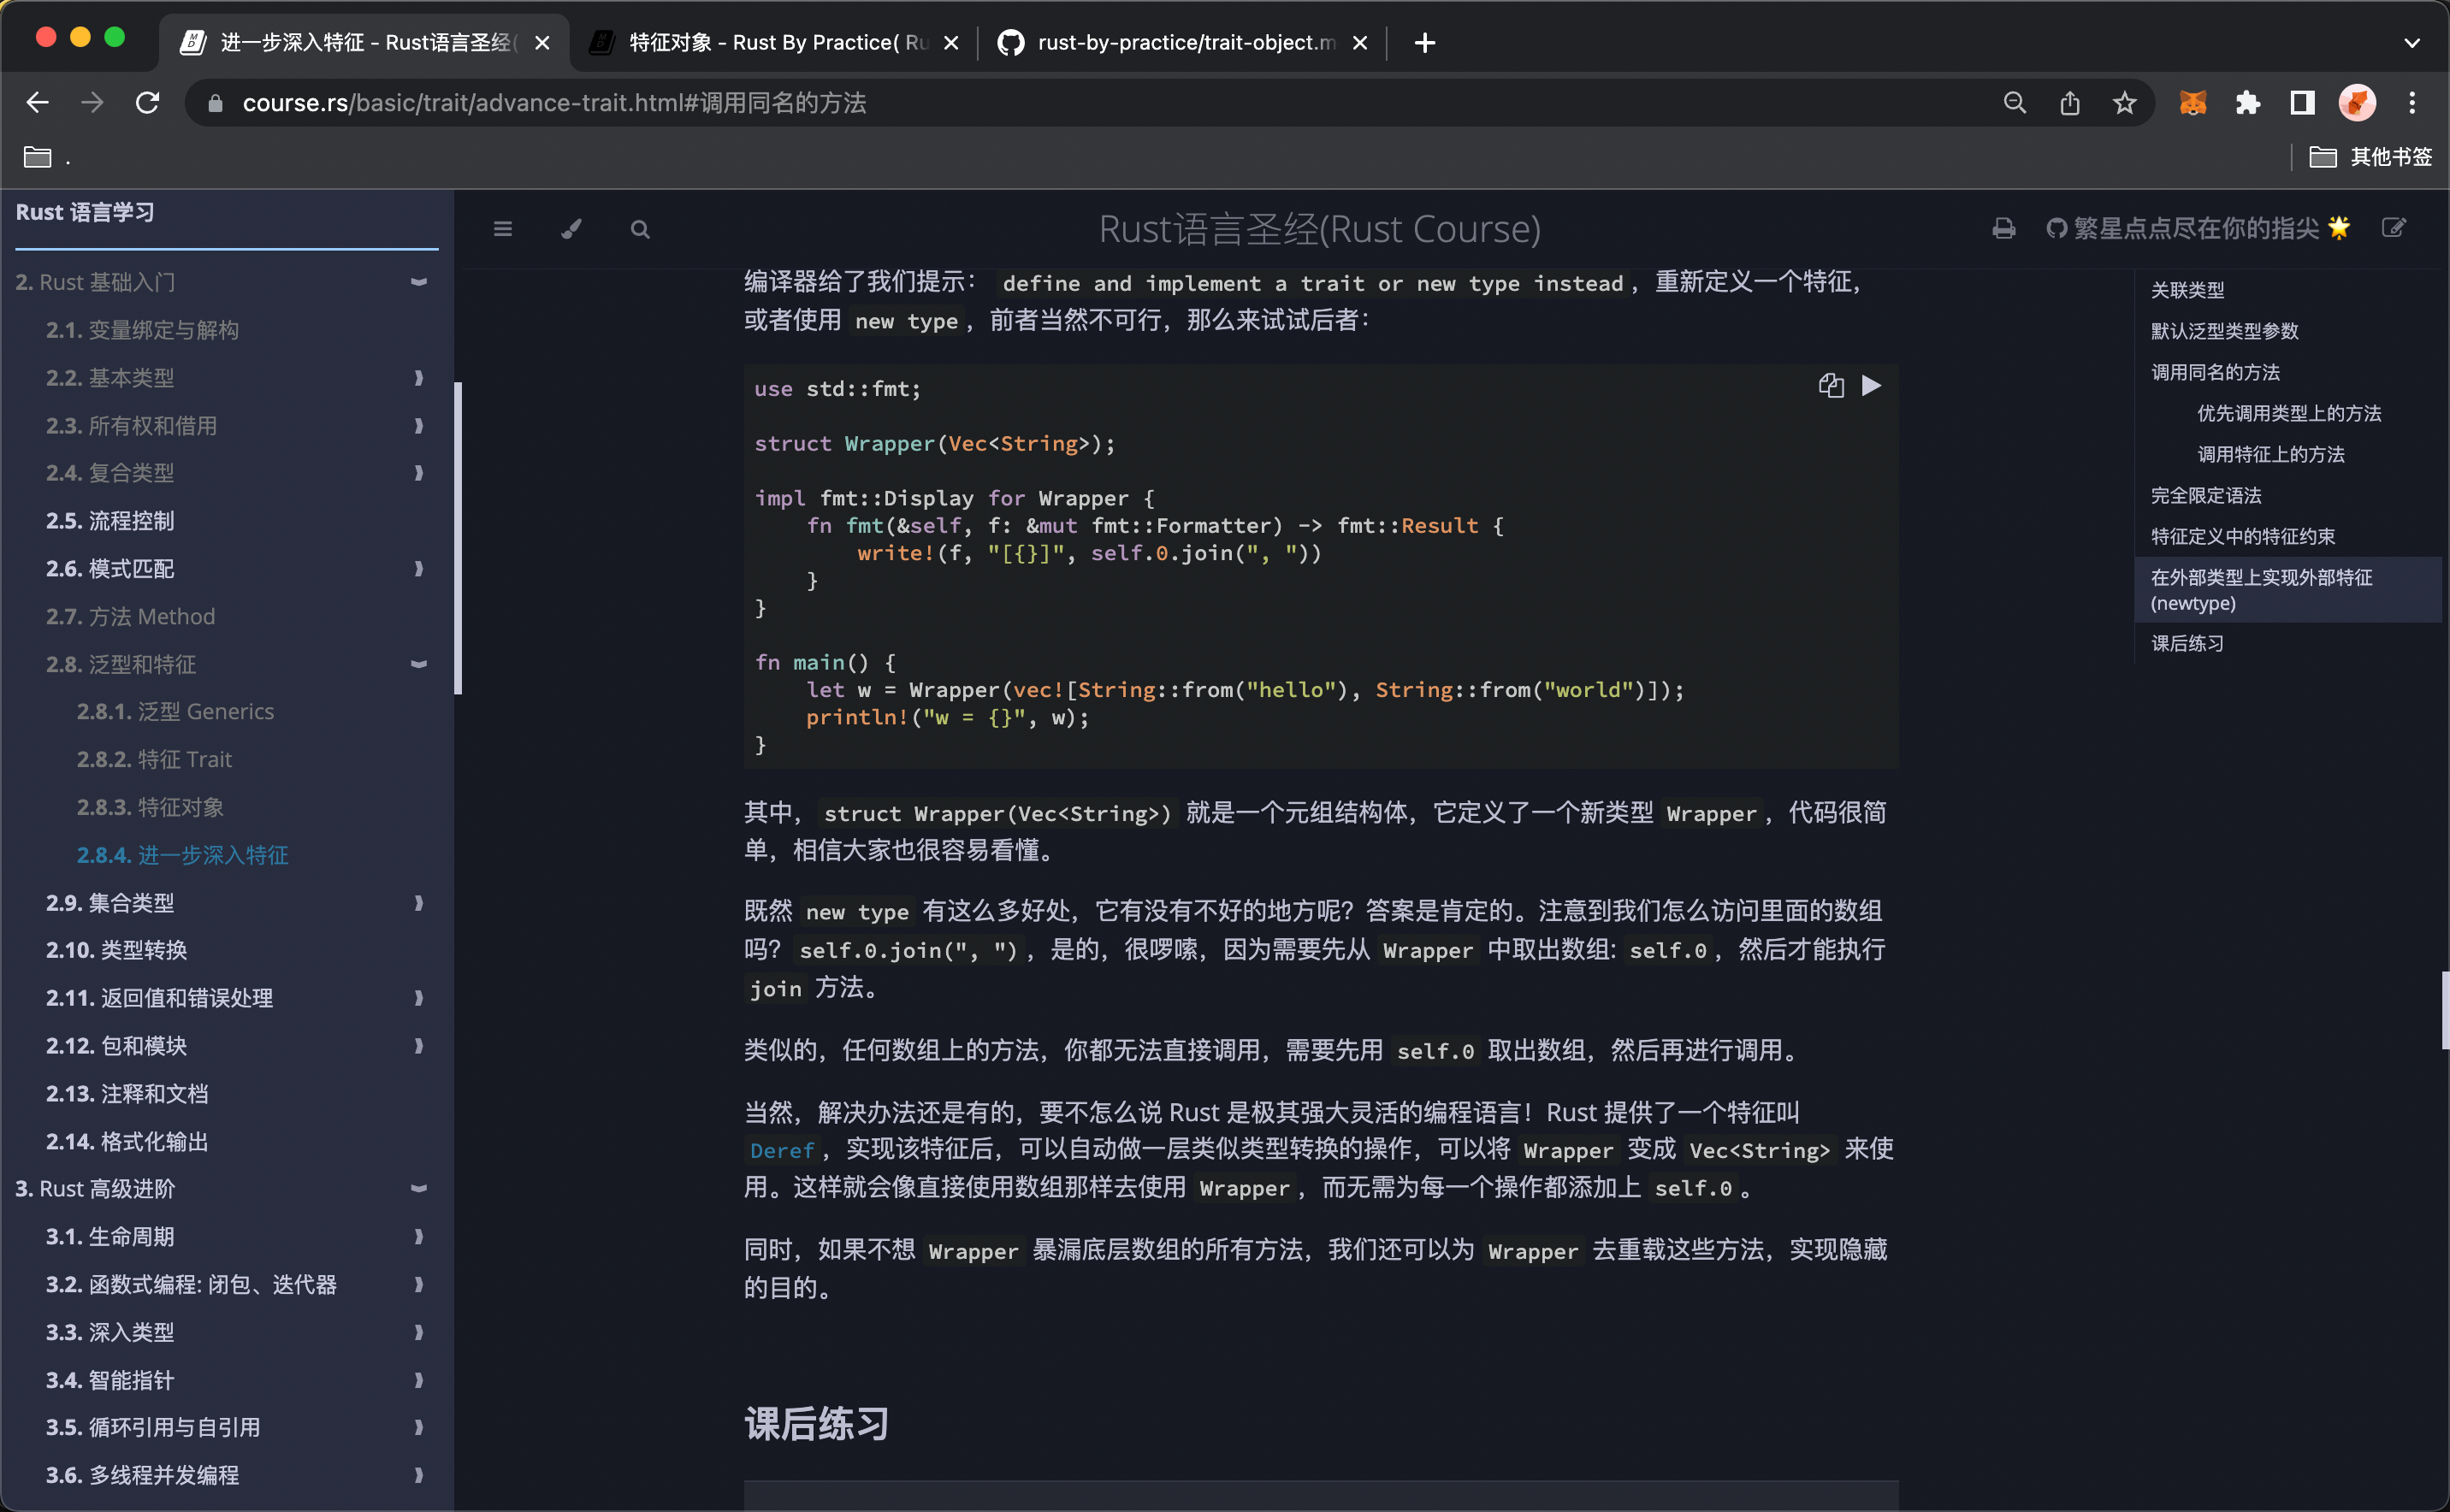 进一步深入特征 - Rust语言圣经(
特征对象 - Rust By Practice( Ru
rust-by-practice/trait-object.m
course.rs/basic/trait/advance-trait.html#调用同名的方法
.
其他书签
Rust 语言学习
2. Rust 基础入门
2.1. 变量绑定与解构
2.2. 基本类型
2.3. 所有权和借用
2.4. 复合类型
2.5. 流程控制
2.6. 模式匹配
2.7. 方法 Method
2.8. 泛型和特征
2.8.1. 泛型 Generics
2.8.2. 特征 Trait
2.8.3. 特征对象
2.8.4. 进一步深入特征
2.9. 集合类型
2.10. 类型转换
2.11. 返回值和错误处理
2.12. 包和模块
2.13. 注释和文档
2.14. 格式化输出
3. Rust 高级进阶
3.1. 生命周期
3.2. 函数式编程: 闭包、迭代器
3.3. 深入类型
3.4. 智能指针
3.5. 循环引用与自引用
3.6. 多线程并发编程
Rust语言圣经(Rust Course)
繁星点点尽在你的指尖 🌟
编译器给了我们提示： define and implement a trait or new type instead，重新定义一个特征，
或者使用 new type，前者当然不可行，那么来试试后者：
use std::fmt;
struct Wrapper(Vec<String>);
impl fmt::Display for Wrapper {
    fn fmt(&self, f: &mut fmt::Formatter) -> fmt::Result {
        write!(f, "[{}]", self.0.join(", "))
    }
}
fn main() {
    let w = Wrapper(vec![String::from("hello"), String::from("world")]);
    println!("w = {}", w);
}
其中， struct Wrapper(Vec<String>) 就是一个元组结构体，它定义了一个新类型 Wrapper，代码很简
单，相信大家也很容易看懂。
既然 new type 有这么多好处，它有没有不好的地方呢？答案是肯定的。注意到我们怎么访问里面的数组
吗？ self.0.join(", ")，是的，很啰嗦，因为需要先从 Wrapper 中取出数组: self.0，然后才能执行
join 方法。
类似的，任何数组上的方法，你都无法直接调用，需要先用 self.0 取出数组，然后再进行调用。
当然，解决办法还是有的，要不怎么说 Rust 是极其强大灵活的编程语言！Rust 提供了一个特征叫
Deref，实现该特征后，可以自动做一层类似类型转换的操作，可以将 Wrapper 变成 Vec<String> 来使
用。这样就会像直接使用数组那样去使用 Wrapper，而无需为每一个操作都添加上 self.0。
同时，如果不想 Wrapper 暴漏底层数组的所有方法，我们还可以为 Wrapper 去重载这些方法，实现隐藏
的目的。
课后练习
关联类型
默认泛型类型参数
调用同名的方法
优先调用类型上的方法
调用特征上的方法
完全限定语法
特征定义中的特征约束
在外部类型上实现外部特征
(newtype)
课后练习